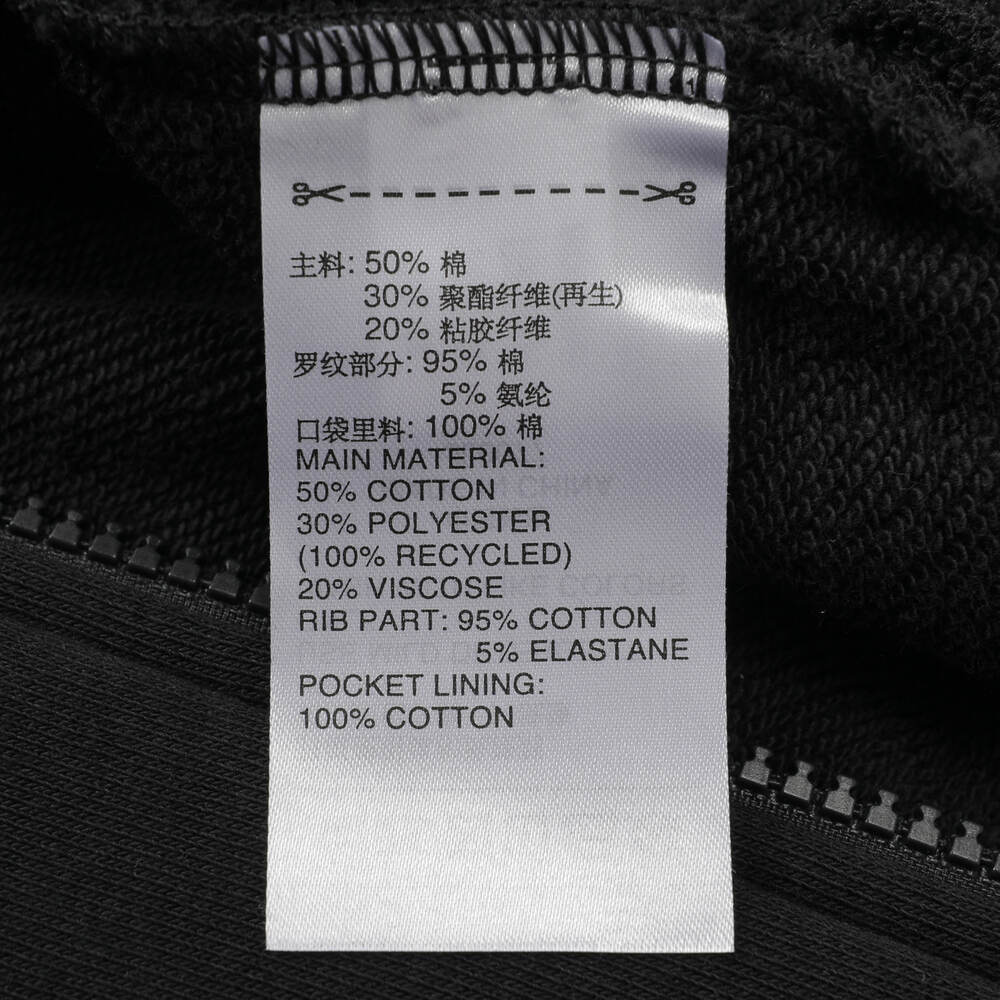 主料: 50% 棉
30% 聚酯纤维(再生)
20% 粘胶纤维
罗纹部分: 95% 棉
5% 氨纶
口袋里料: 100% 棉
MAIN MATERIAL:
50% COTTON
30% POLYESTER
(100% RECYCLED)
20% VISCOSE
RIB PART: 95% COTTON
5% ELASTANE
POCKET LINING:
100% COTTON